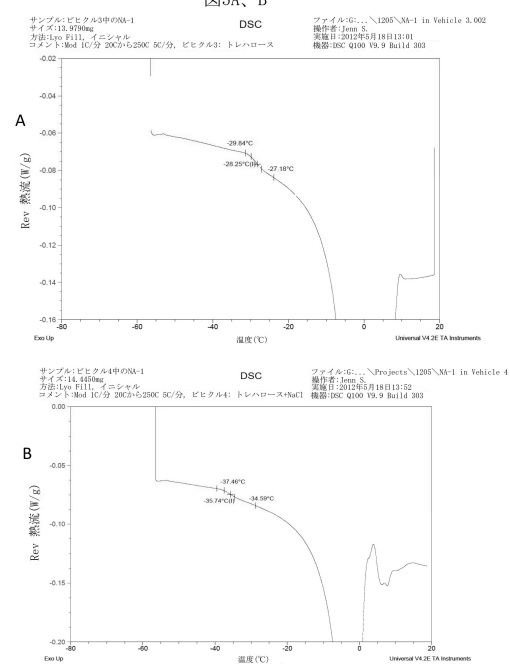 図5A、B
サンプル:ビヒクル3中のNA-1
サイズ:13.9790mg
方法:Lyo Fill, イニシャル
コメント:Mod 1C/分 20Cから250C 5C/分, ビヒクル3: トレハロース
DSC
ファイル:G:...\1205\NA-1 in Vehicle 3.002
操作者:Jenn S.
実施日:2012年5月18日13:01
機器:DSC Q100 V9.9 Build 303
A
Rev 熱流(W/g)
-0.02
-0.04
-0.06
-0.08
-0.10
-0.12
-0.14
-0.16
-29.84°C
-28.25°C(I)
-27.16°C
-80
-60
-40
-20
0
20
Exo Up
温度(℃)
Universal V4.2E TA Instruments
サンプル:ビヒクル4中のNA-1
サイズ:14.4450mg
方法:Lyo Fill, イニシャル
コメント:Mod 1C/分 20Cから250C 5C/分, ビヒクル4: トレハロース+NaCl
DSC
ファイル:G:...\Projects\1205\NA-1 in Vehicle 4
操作者:Jenn S.
実施日:2012年5月18日13:52
機器:DSC Q100 V9.9 Build 303
B
Rev 熱流(W/g)
0.00
-0.05
-0.10
-0.15
-0.20
-37.46°C
-35.74°C(I)
-34.59°C
-80
-60
-40
-20
0
20
Exo Up
温度(℃)
Universal V4.2E TA Instruments